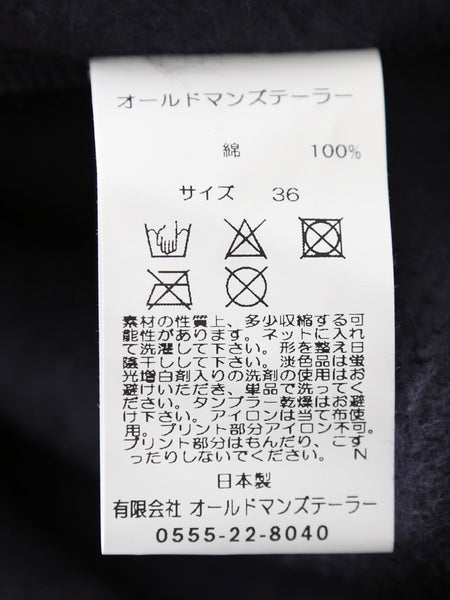 オールドマンズテーラー
綿 100%
サイズ 36
素材の性質上、多少収縮する可
能性があります。ネットに入れ
て洗濯して下さい。形を整え日
陰干しして下さい。淡色品は蛍
光増白剤入りの洗剤の使用はお
避けいただき、単品で洗ってく
ださい。タンブラー乾燥はお避
け下さい。アイロンは当て布使
用。プリント部分アイロン不可。
プリント部分はもんだり、こす
ったりしないでください。 N
日本製
有限会社 オールドマンズテーラー
0555-22-8040